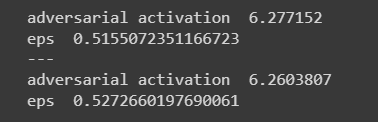 adversarial activation  6.277152
eps  0.5155072351166723
---
adversarial activation  6.2603807
eps  0.5272660197690061